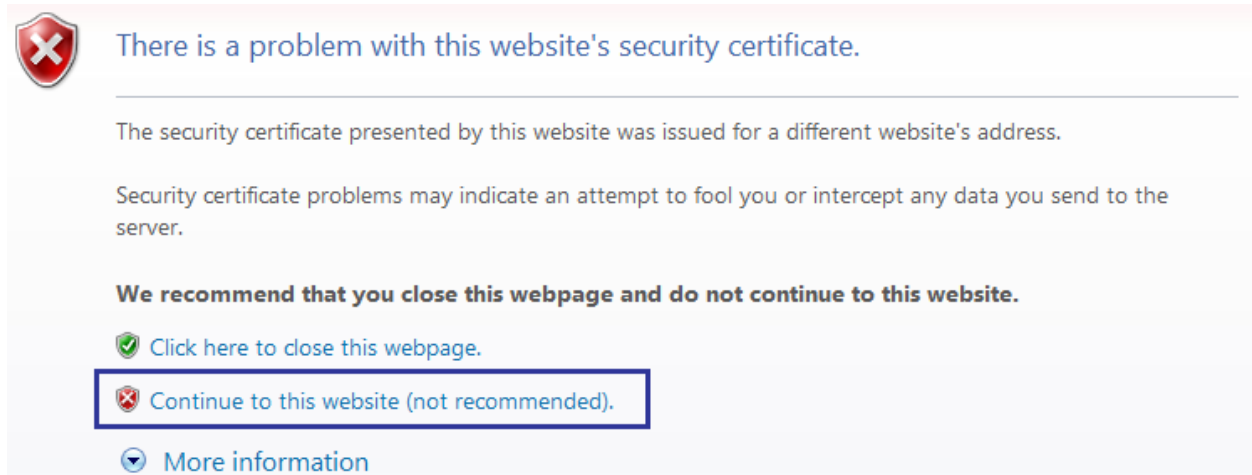 There is a problem with this website's security certificate.
The security certificate presented by this website was issued for a different website's address.
Security certificate problems may indicate an attempt to fool you or intercept any data you send to the
server.
We recommend that you close this webpage and do not continue to this website.
Click here to close this webpage.
Continue to this website (not recommended).
More information